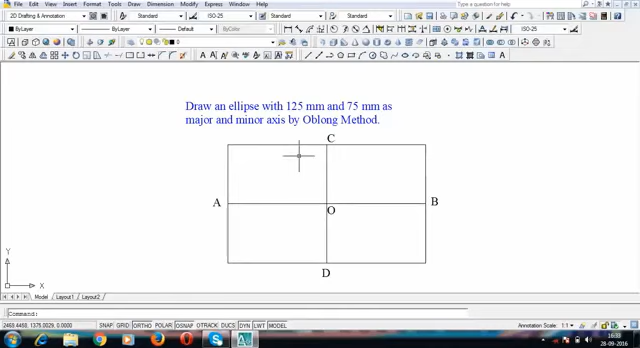 File Edit View Insert Format Tools Draw Dimension Modify Express Window Help
Type a question for help
2D Drafting & Annotation
Standard
ISO-25
Standard
Standard
ByLayer
ByLayer
Default
ByColor
0
ISO-25
Draw an ellipse with 125 mm and 75 mm as
major and minor axis by Oblong Method.
C
A
B
O
D
Y
X
Model
Layout1
Layout2
Command:
SNAP GRID ORTHO POLAR OSNAP OTRACK DUCS DYN LWT MODEL
Annotation Scale: 1:1
28-09-2016